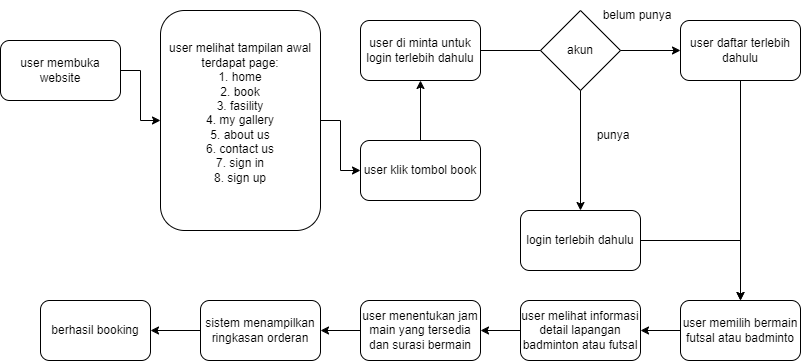 user membuka
website
user melihat tampilan awal
terdapat page:
1. home
2. book
3. fasility
4. my gallery
5. about us
6. contact us
7. sign in
8. sign up
user klik tombol book
user di minta untuk
login terlebih dahulu
akun
belum punya
user daftar terlebih
dahulu
punya
login terlebih dahulu
user memilih bermain
futsal atau badminto
user melihat informasi
detail lapangan
badminton atau futsal
user menentukan jam
main yang tersedia
dan surasi bermain
sistem menampilkan
ringkasan orderan
berhasil booking